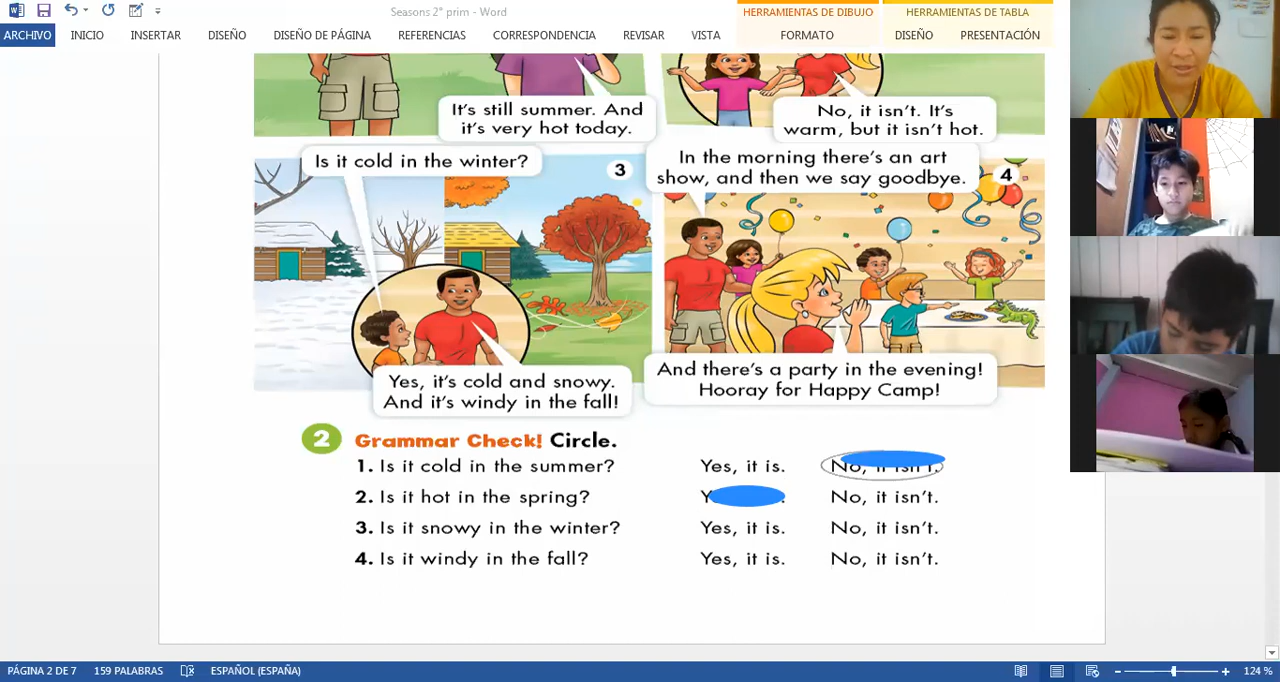 Seasons 2° prim - Word
HERRAMIENTAS DE DIBUJO
HERRAMIENTAS DE TABLA
ARCHIVO
INICIO
INSERTAR
DISEÑO
DISEÑO DE PÁGINA
REFERENCIAS
CORRESPONDENCIA
REVISAR
VISTA
FORMATO
DISEÑO
PRESENTACIÓN
It's still summer. And
it's very hot today.
No, it isn't. It's
warm, but it isn't hot.
Is it cold in the winter?
3
Yes, it's cold and snowy.
And it's windy in the fall!
In the morning there's an art
show, and then we say goodbye.
4
And there's a party in the evening!
Hooray for Happy Camp!
2 Grammar Check! Circle.
1. Is it cold in the summer? Yes, it is. No, it isn't.
2. Is it hot in the spring? No, it isn't.
3. Is it snowy in the winter? Yes, it is. No, it isn't.
4. Is it windy in the fall? Yes, it is. No, it isn't.
PÁGINA 2 DE 7
159 PALABRAS
ESPAÑOL (ESPAÑA)
124 %